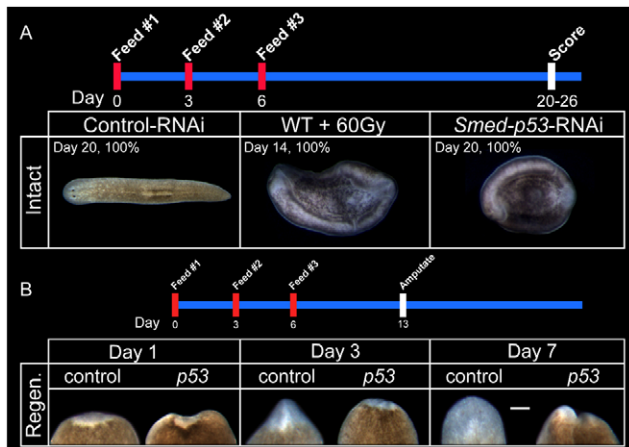 A
Feed #1 Feed #2 Feed #3 Score
Day 0 3 6 20-26
Control-RNAi WT + 60Gy Smed-p53-RNAi
Intact
Day 20, 100% Day 14, 100% Day 20, 100%
B
Feed #1 Feed #2 Feed #3 Amputate
Day 0 3 6 13
Day 1 Day 3 Day 7
Regen.
control p53 control p53 control p53